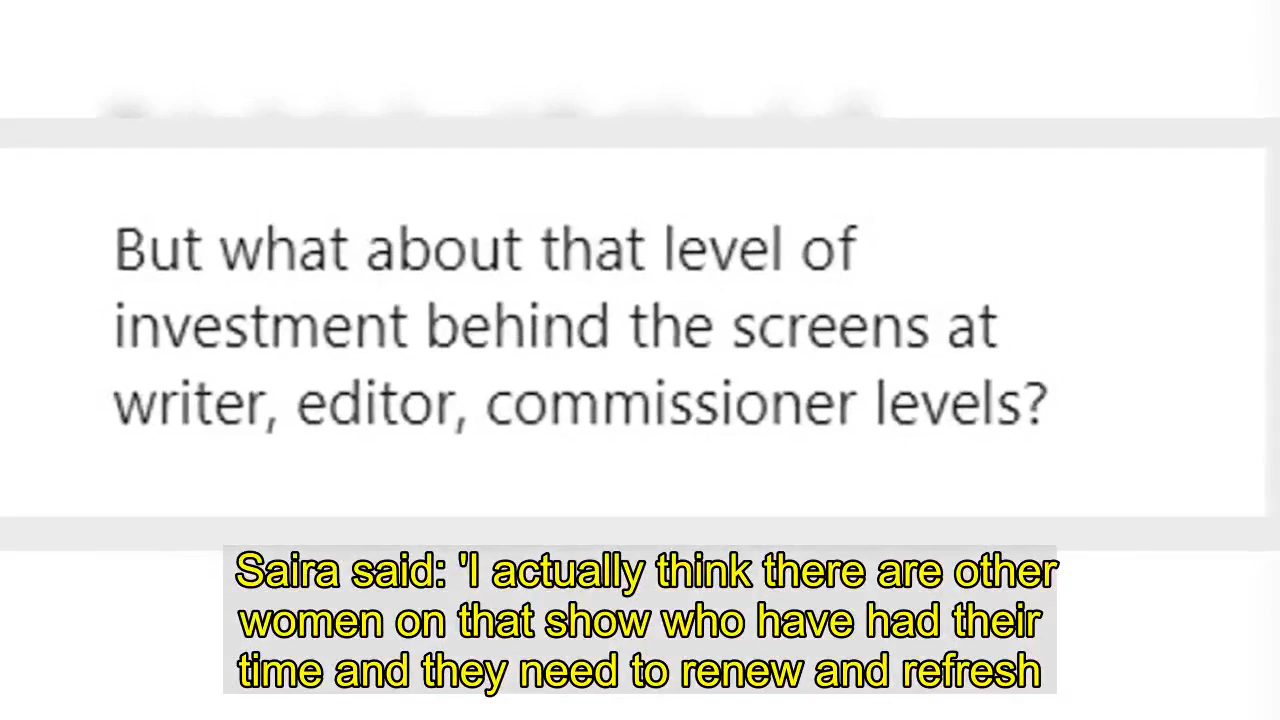 But what about that level of
investment behind the screens at
writer, editor, commissioner levels?
Saira said: 'I actually think there are other
women on that show who have had their
time and they need to renew and refresh